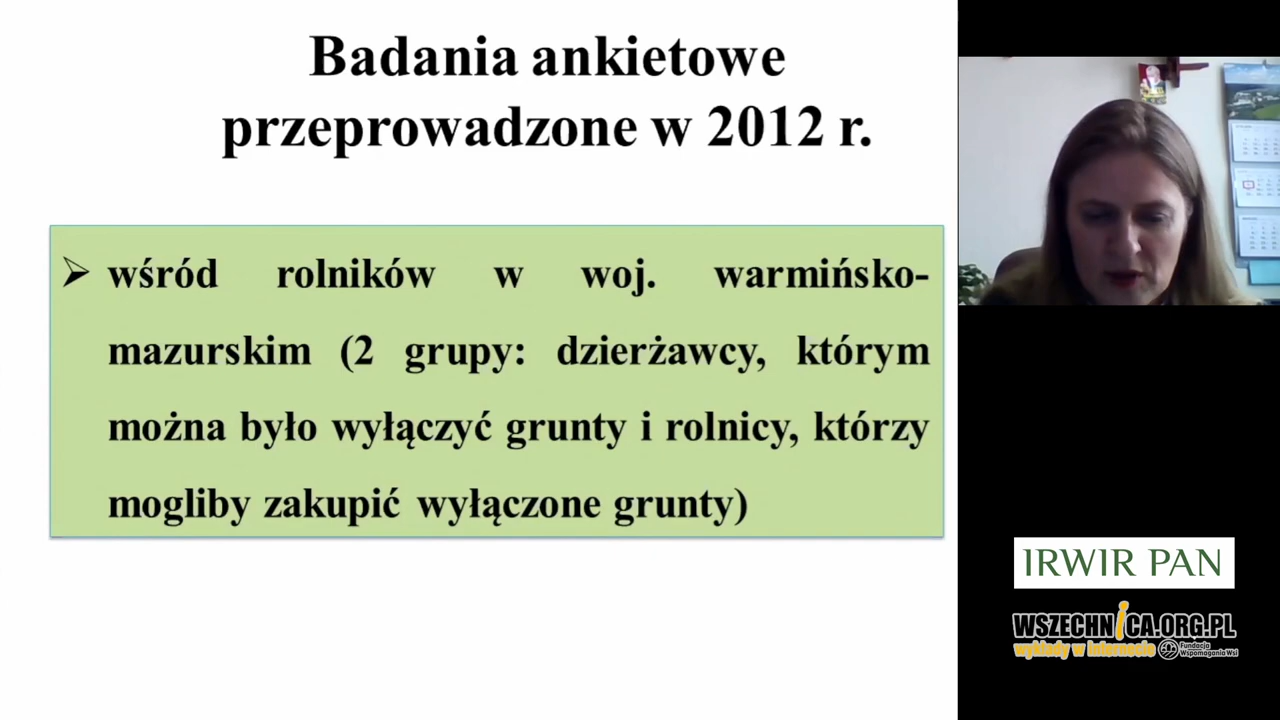 Badania ankietowe
przeprowadzone w 2012 r.
➢ wśród rolników w woj. warmińsko-
mazurskim (2 grupy: dzierżawcy, którym
można było wyłączyć grunty i rolnicy, którzy
mogliby zakupić wyłączone grunty)
IRWIR PAN
WSZECHNICA.ORG.PL
wykłady w internecie
Fundacja
Wspomagania Wsi